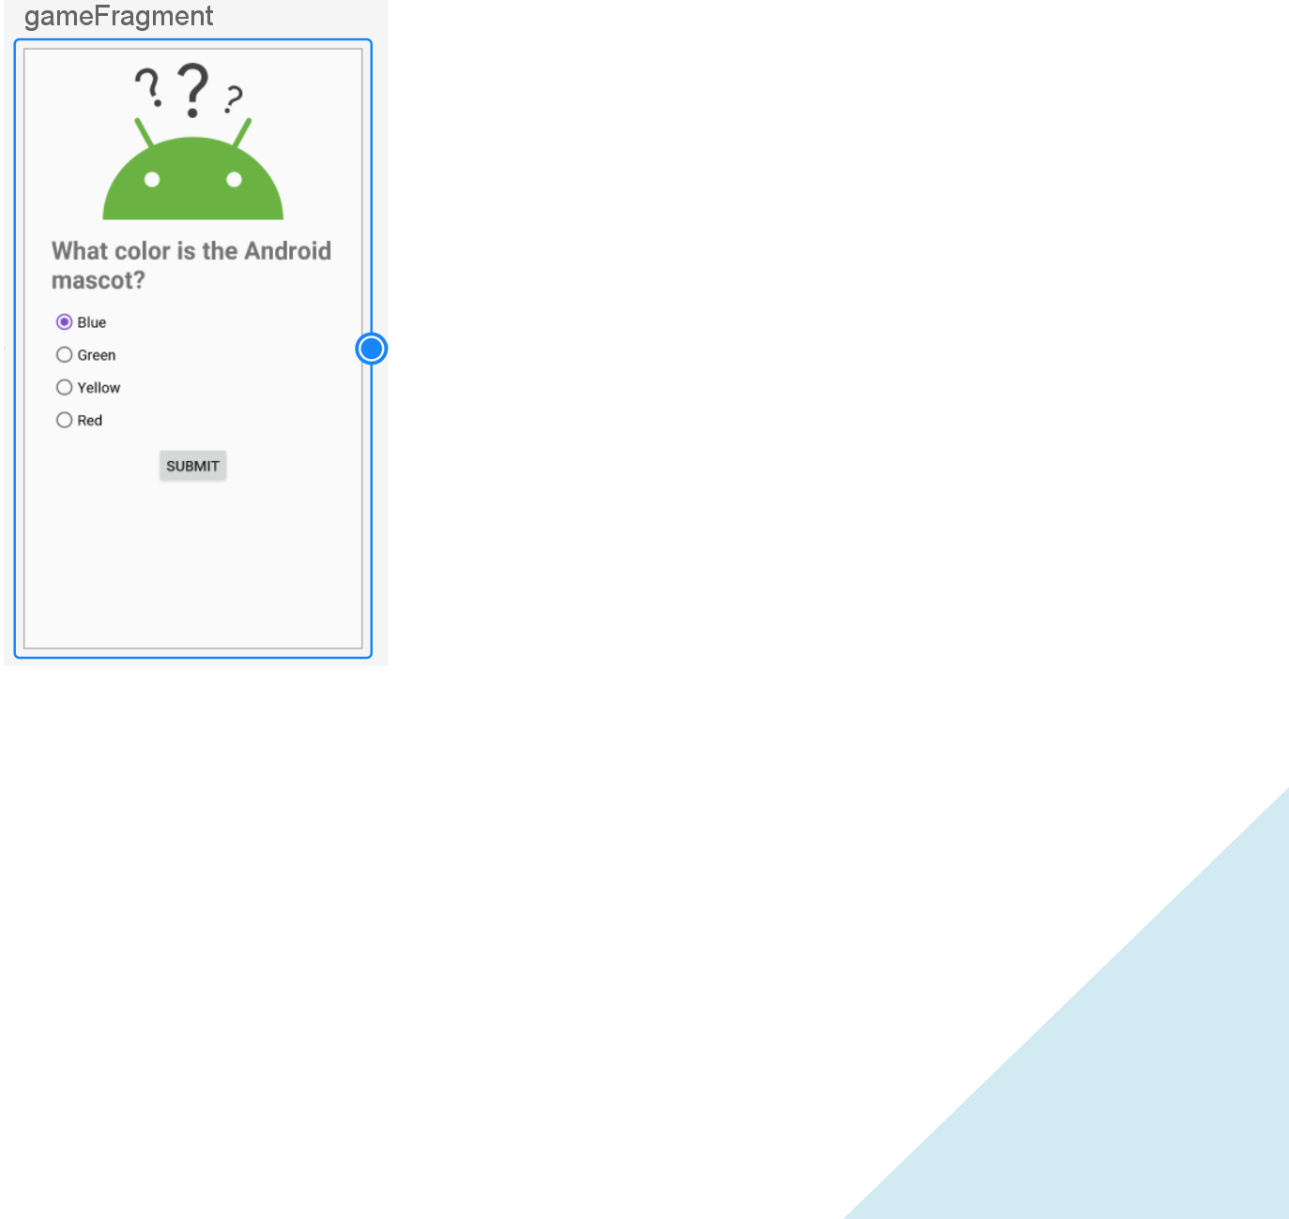 gameFragment
? ? ?
What color is the Android
mascot?
Blue
Green
Yellow
Red
SUBMIT